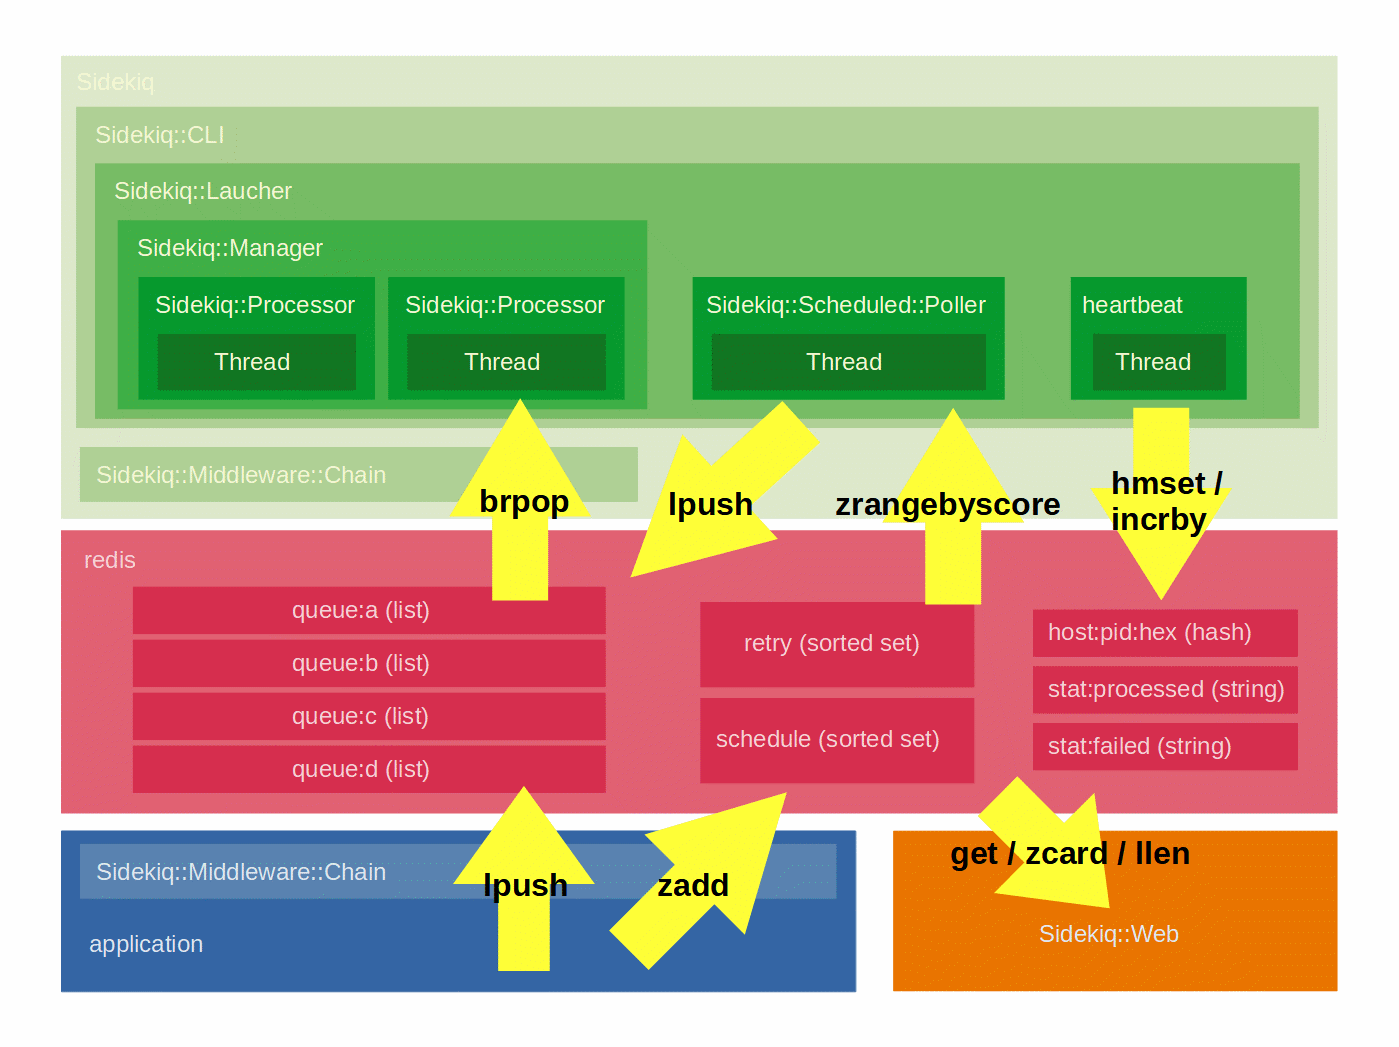 Sidekiq
Sidekiq::CLI
Sidekiq::Laucher
Sidekiq::Manager
Sidekiq::Processor
Sidekiq::Processor
Sidekiq::Scheduled::Poller
heartbeat
Thread
Thread
Thread
Thread
Sidekiq::Middleware::Chain
brpop
lpush
zrangebyscore
hmset /
incrby
redis
queue:a (list)
queue:b (list)
queue:c (list)
queue:d (list)
retry (sorted set)
schedule (sorted set)
host:pid:hex (hash)
stat:processed (string)
stat:failed (string)
Sidekiq::Middleware::Chain
lpush
zadd
application
get / zcard / llen
Sidekiq::Web